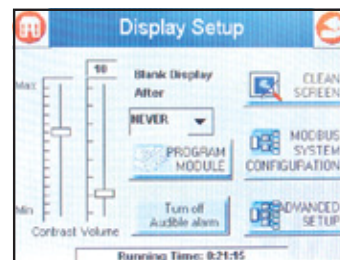 Display Setup
10
Max
Blank Display
After
NEVER
CLEAN
SCREEN
PROGRAM
MODULE
MODBUS
SYSTEM
CONFIGURATION
Min
Turn off
Audible alarm
ADVANCED
SETUP
Contrast Volume
Running Time: 0:21:15